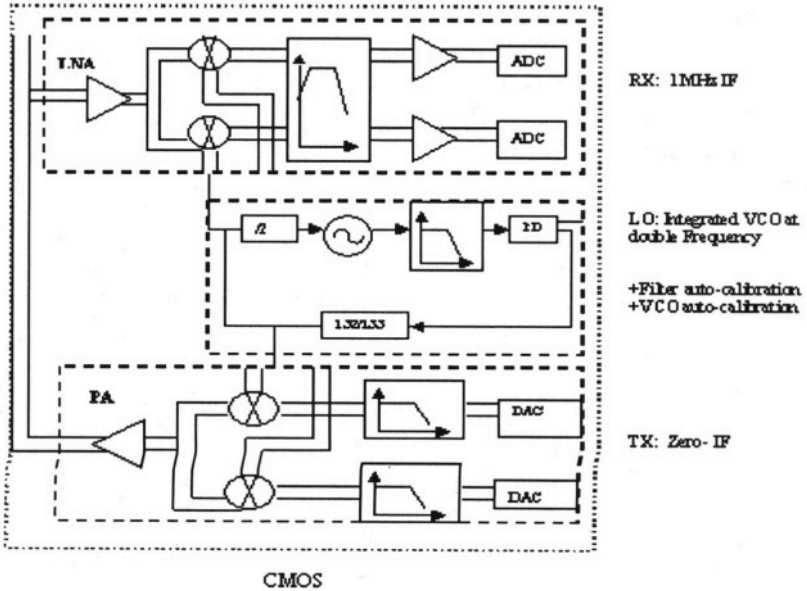 LNA
ADC
RX: 1MHz IF
ADC
LO: Integrated VCO at
double Frequency
/2
+Filter auto-calibration
+VCO auto-calibration
132/133
PA
DAC
TX: Zero- IF
DAC
CMOS